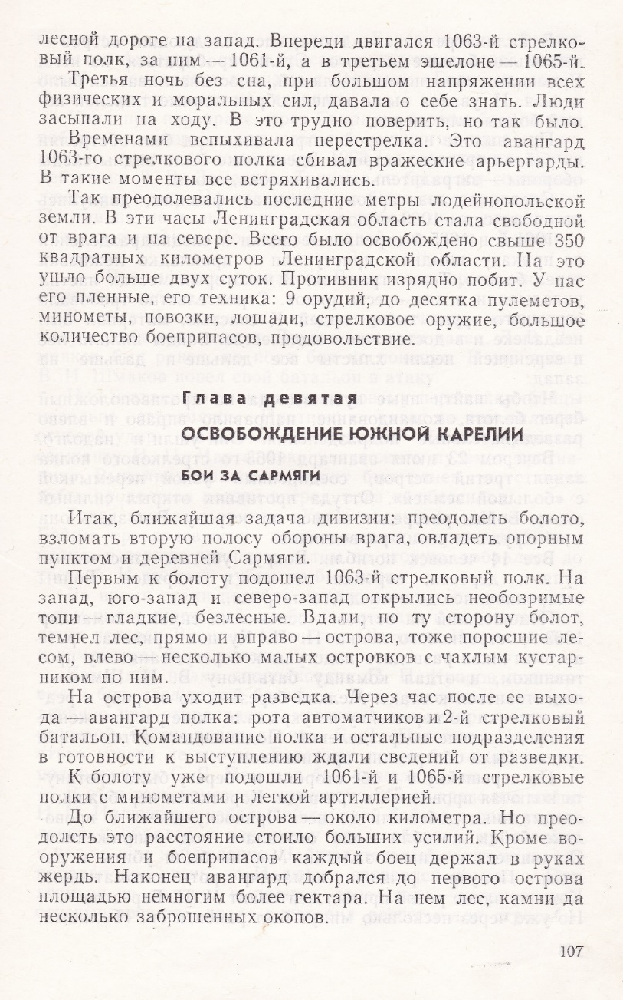 лесной дороге на запад. Впереди двигался 1063-й стрелко-
вый полк, за ним — 1061-й, а в третьем эшелоне — 1065-й.
Третья ночь без сна, при большом напряжении всех
физических и моральных сил, давала о себе знать. Люди
засыпали на ходу. В это трудно поверить, но так было.
Временами вспыхивала перестрелка. Это авангард
1063-го стрелкового полка сбивал вражеские арьергарды.
В такие моменты все встряхивались.
Так преодолевались последние метры лодейнопольской
земли. В эти часы Ленинградская область стала свободной
от врага и на севере. Всего было освобождено свыше 350
квадратных километров Ленинградской области. На это
ушло больше двух суток. Противник изрядно побит. У нас
его пленные, его техника: 9 орудий, до десятка пулеметов,
минометы, повозки, лошади, стрелковое оружие, большое
количество боеприпасов, продовольствие.
Глава девятая
ОСВОБОЖДЕНИЕ ЮЖНОЙ КАРЕЛИИ
БОИ ЗА САРМЯГИ
Итак, ближайшая задача дивизии: преодолеть болото,
взломать вторую полосу обороны врага, овладеть опорным
пунктом и деревней Сармяги.
Первым к болоту подошел 1063-й стрелковый полк. На
запад, юго-запад и северо-запад открылись необозримые
топи — гладкие, безлесные. Вдали, по ту сторону болот,
темнел лес, прямо и вправо — острова, тоже поросшие ле-
сом, влево — несколько малых островков с чахлым кустар-
ником по ним.
На острова уходит разведка. Через час после ее выхо-
да — авангард полка: рота автоматчиков и 2-й стрелковый
батальон. Командование полка и остальные подразделения
в готовности к выступлению ждали сведений от разведки.
К болоту уже подошли 1061-й и 1065-й стрелковые
полки с минометами и легкой артиллерией.
До ближайшего острова — около километра. Но прео-
долеть это расстояние стоило больших усилий. Кроме во-
оружения и боеприпасов каждый боец держал в руках
жердь. Наконец авангард добрался до первого острова
площадью немногим более гектара. На нем лес, камни да
несколько заброшенных окопов.
107